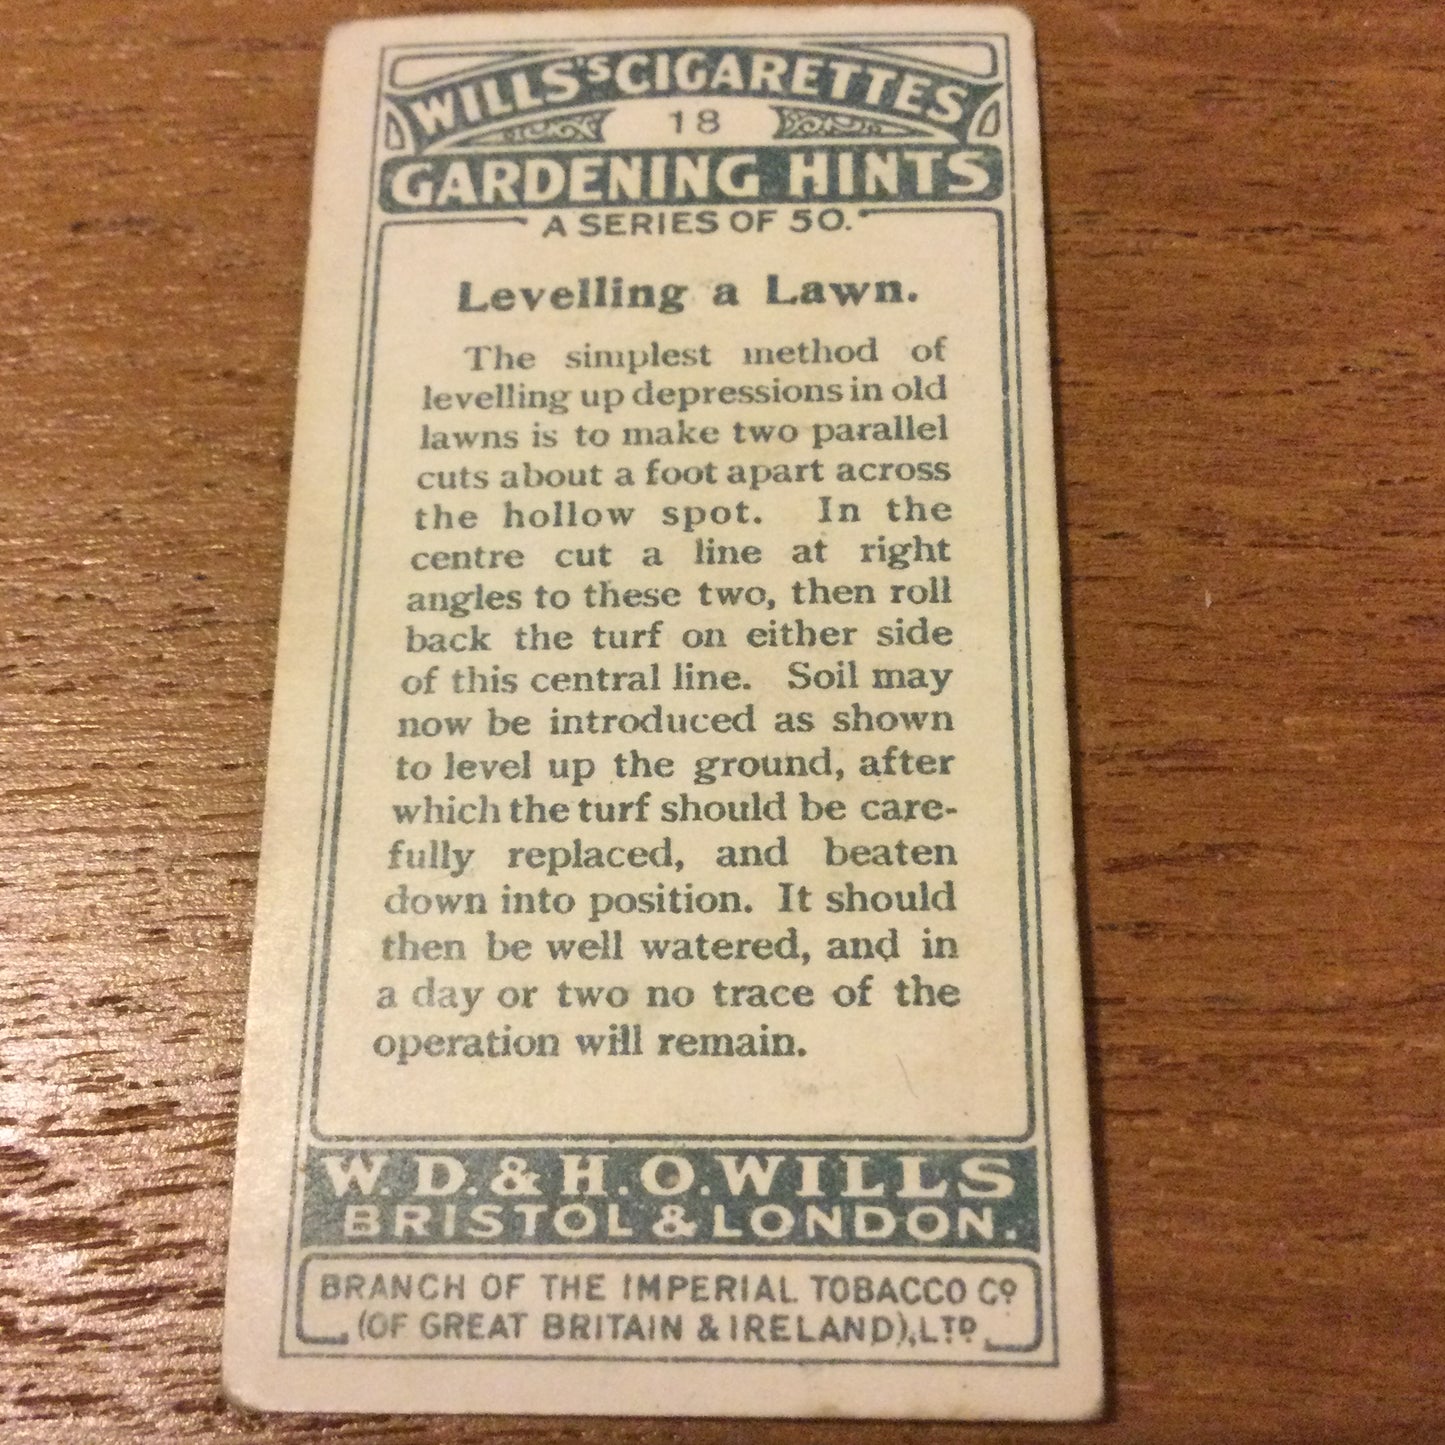 WILLS'S CIGARETTES
18
GARDENING HINTS
A SERIES OF 50.
Levelling a Lawn.
The simplest method of
levelling up depressions in old
lawns is to make two parallel
cuts about a foot apart across
the hollow spot. In the
centre cut a line at right
angles to these two, then roll
back the turf on either side
of this central line. Soil may
now be introduced as shown
to level up the ground, after
which the turf should be care-
fully replaced, and beaten
down into position. It should
then be well watered, and in
a day or two no trace of the
operation will remain.
W.D.& H.O.WILLS
BRISTOL & LONDON.
BRANCH OF THE IMPERIAL TOBACCO CO
(OF GREAT BRITAIN & IRELAND), LTD.